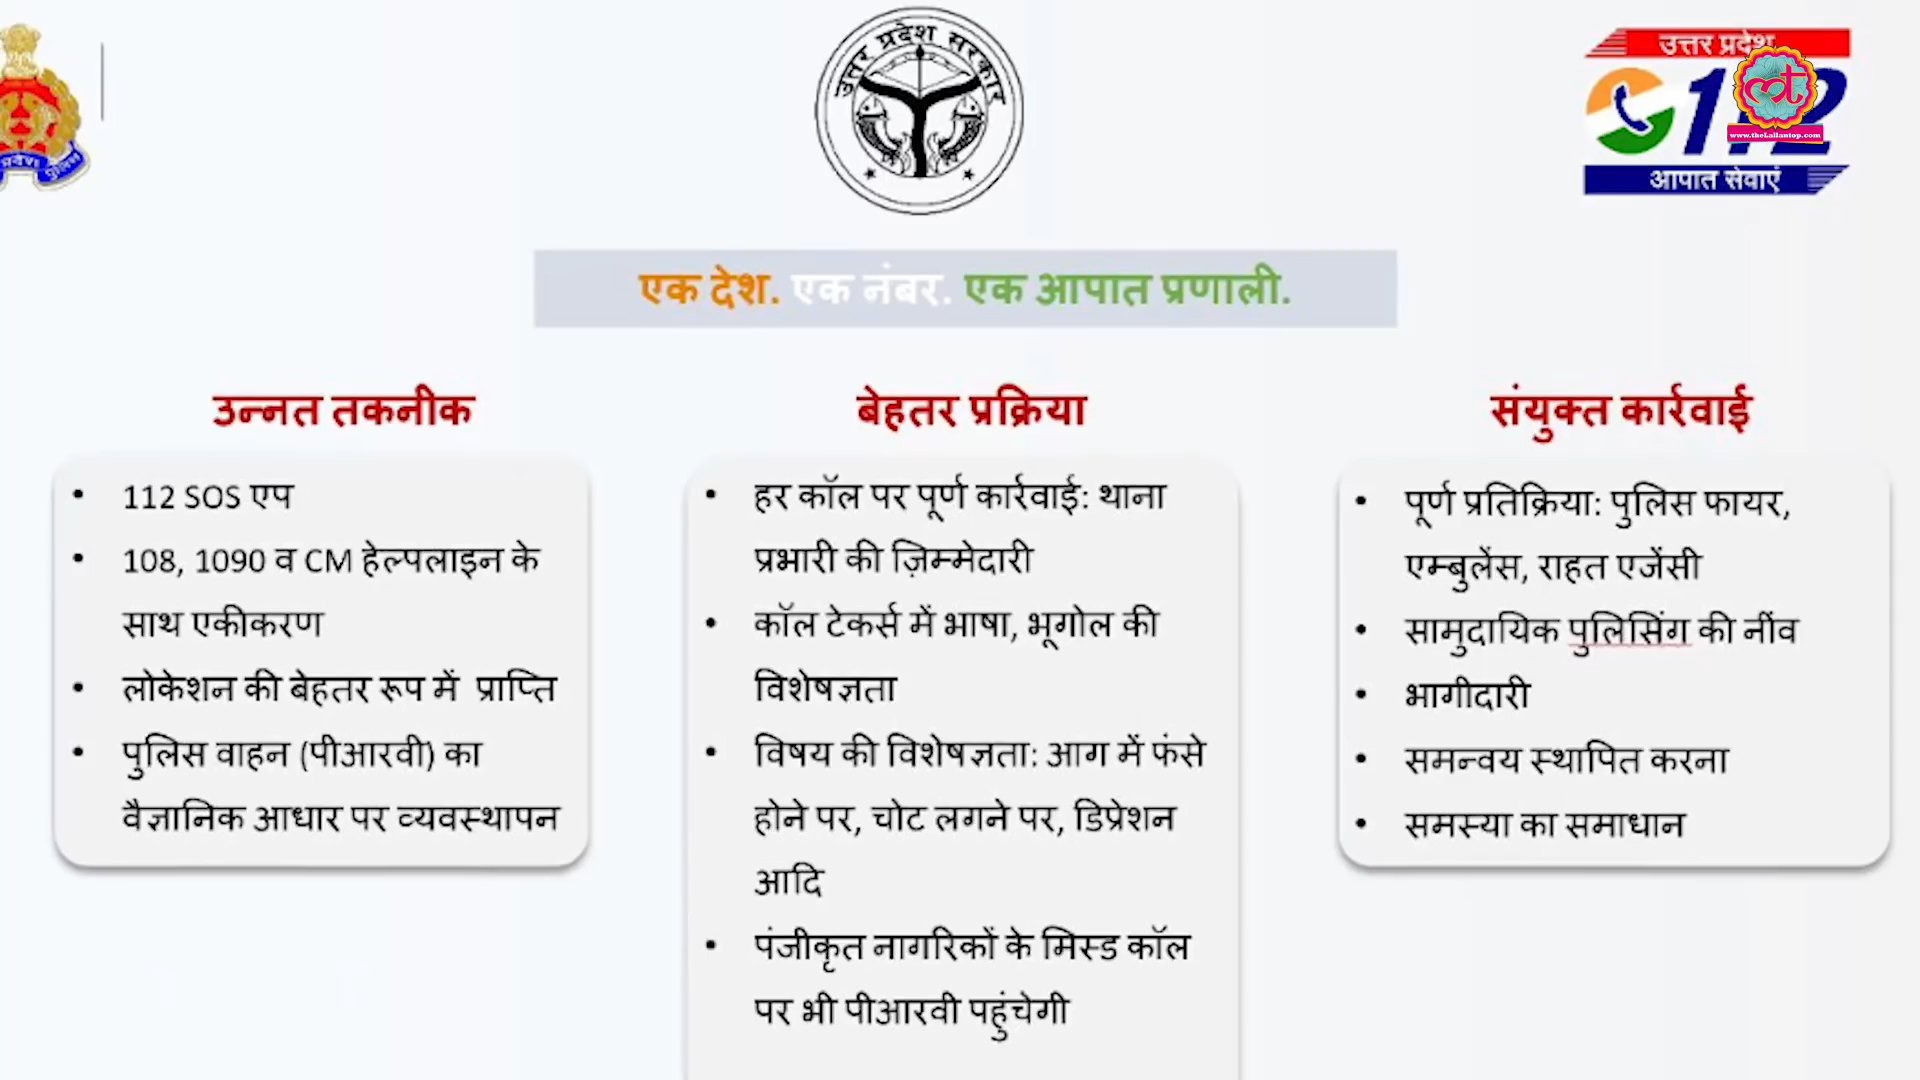 उत्तर प्रदेश सरकार
उत्तर प्रदेश
112
www.theLallantop.com
आपात सेवाएं
एक देश. एक नंबर. एक आपात प्रणाली.
उन्नत तकनीक
• 112 SOS एप
• 108, 1090 व CM हेल्पलाइन के
साथ एकीकरण
• लोकेशन की बेहतर रूप में प्राप्ति
• पुलिस वाहन (पीआरवी) का
वैज्ञानिक आधार पर व्यवस्थापन
बेहतर प्रक्रिया
• हर कॉल पर पूर्ण कार्रवाई: थाना
प्रभारी की ज़िम्मेदारी
• कॉल टेकर्स में भाषा, भूगोल की
विशेषज्ञता
• विषय की विशेषज्ञता: आग में फंसे
होने पर, चोट लगने पर, डिप्रेशन
आदि
• पंजीकृत नागरिकों के मिस्ड कॉल
पर भी पीआरवी पहुंचेगी
संयुक्त कार्रवाई
• पूर्ण प्रतिक्रिया: पुलिस फायर,
एम्बुलेंस, राहत एजेंसी
• सामुदायिक पुलिसिंग की नींव
• भागीदारी
• समन्वय स्थापित करना
• समस्या का समाधान